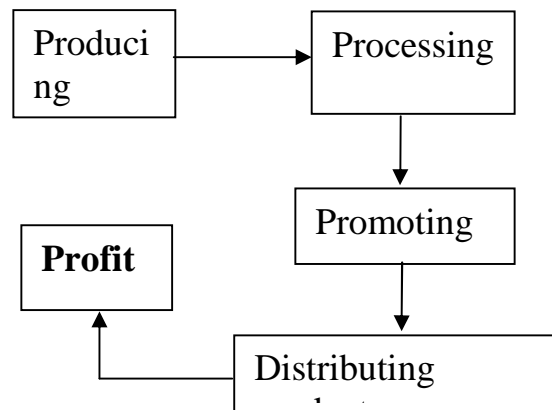 Produci
ng
Processing
Promoting
Profit
Distributing